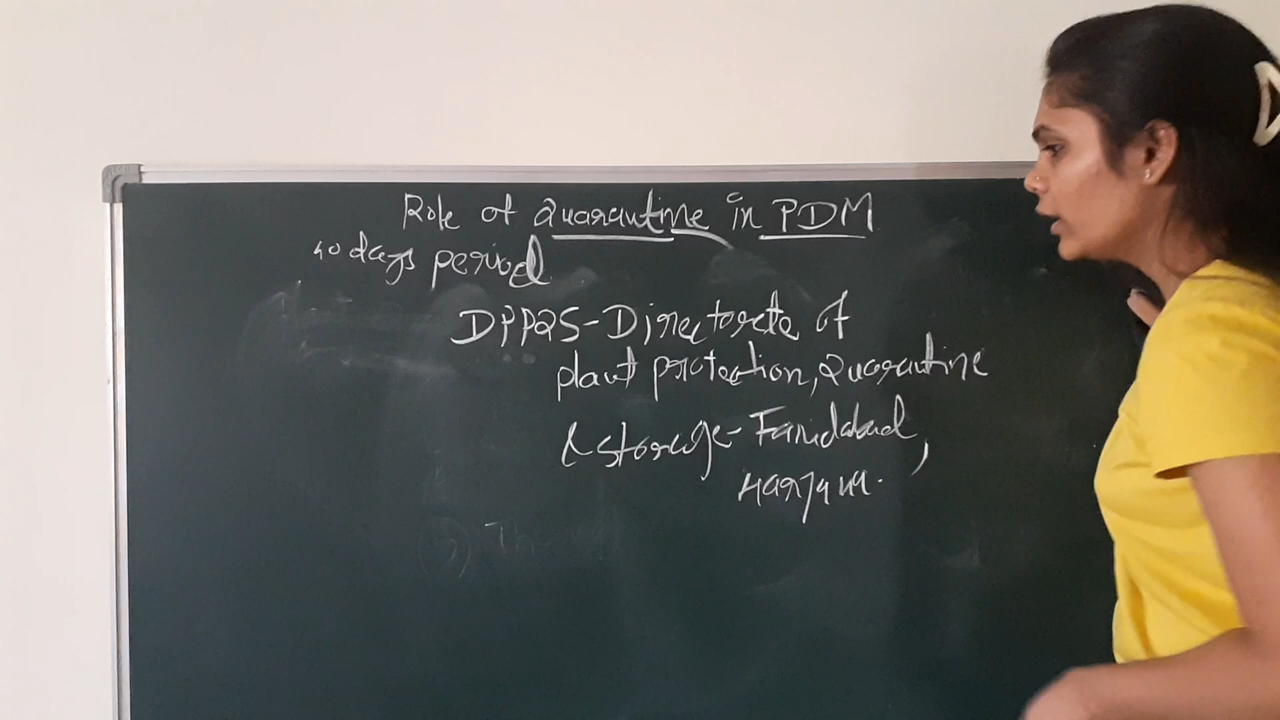 Role of Quarantine in PDM
40 days period
DPPQS-Directorate of
plant protection, Quarantine
& storage- Faridabad,
Haryana.